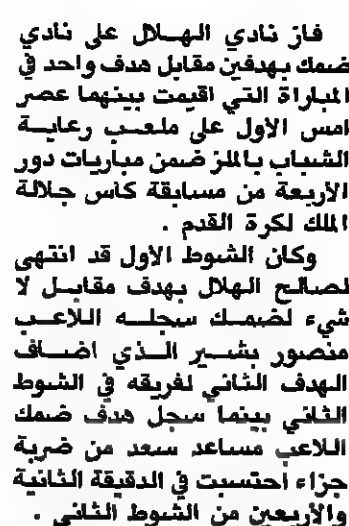 فاز نادي الهلال على نادي
ضمك بهدفين مقابل هدف واحد في
المباراة التي اقيمت بينهما عصر
امس الأول على ملعب رعاية
الشباب بالملز ضمن مباريات دور
الأربعة من مسابقة كاس جلالة
الملك لكرة القدم .
وكان الشوط الأول قد انتهى
لصالح الهلال بهدف مقابل لا
شيء لضمك سجله اللاعب
منصور بشير الذي اضاف
الهدف الثاني لفريقه في الشوط
الثاني بينما سجل هدف ضمك
اللاعب مساعد سعد من ضربة
جزاء احتسبت في الدقيقة الثانية
والأربعين من الشوط الثاني .